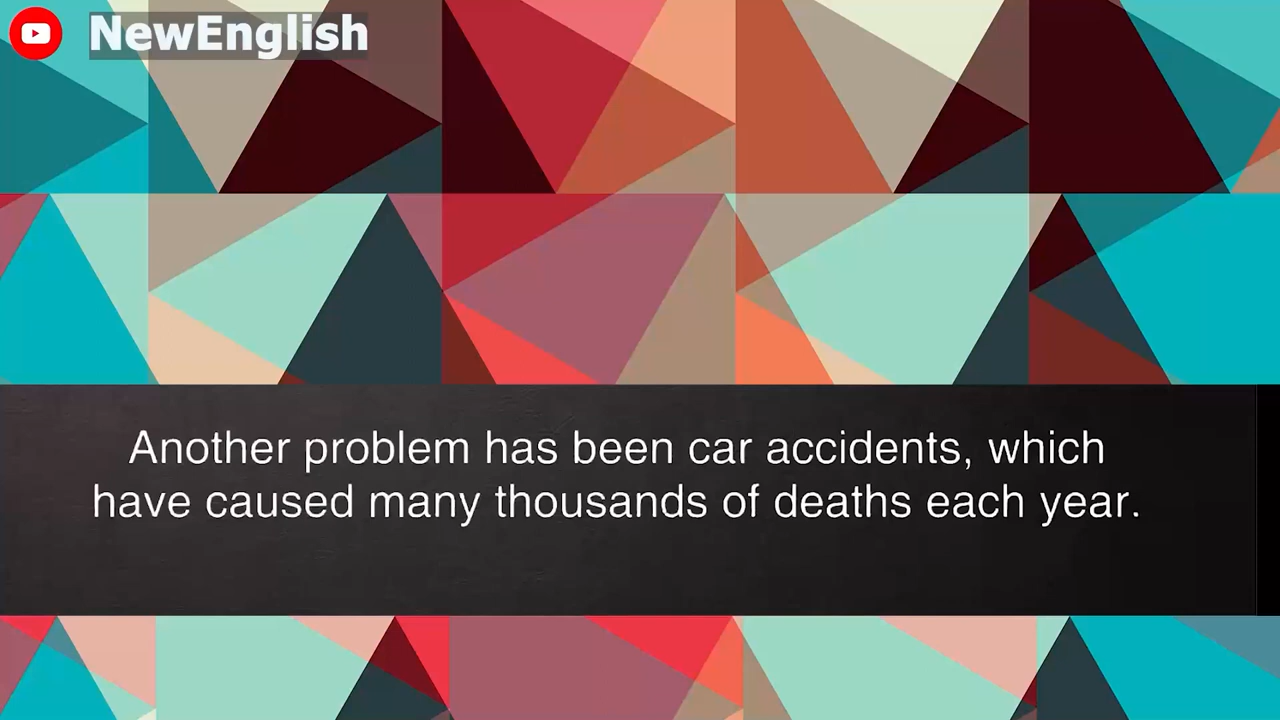 NewEnglish
Another problem has been car accidents, which
have caused many thousands of deaths each year.